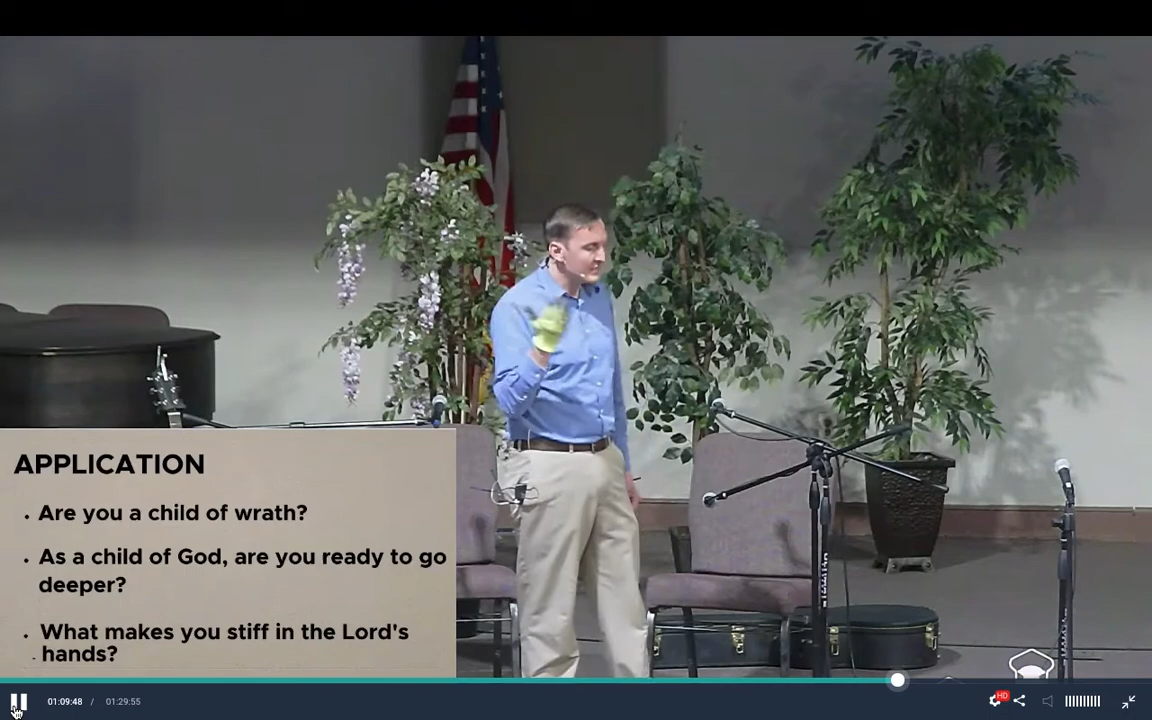 APPLICATION
. Are you a child of wrath?
. As a child of God, are you ready to go
deeper?
. What makes you stiff in the Lord's
- hands?
01:09:48 / 01:29:55
HD